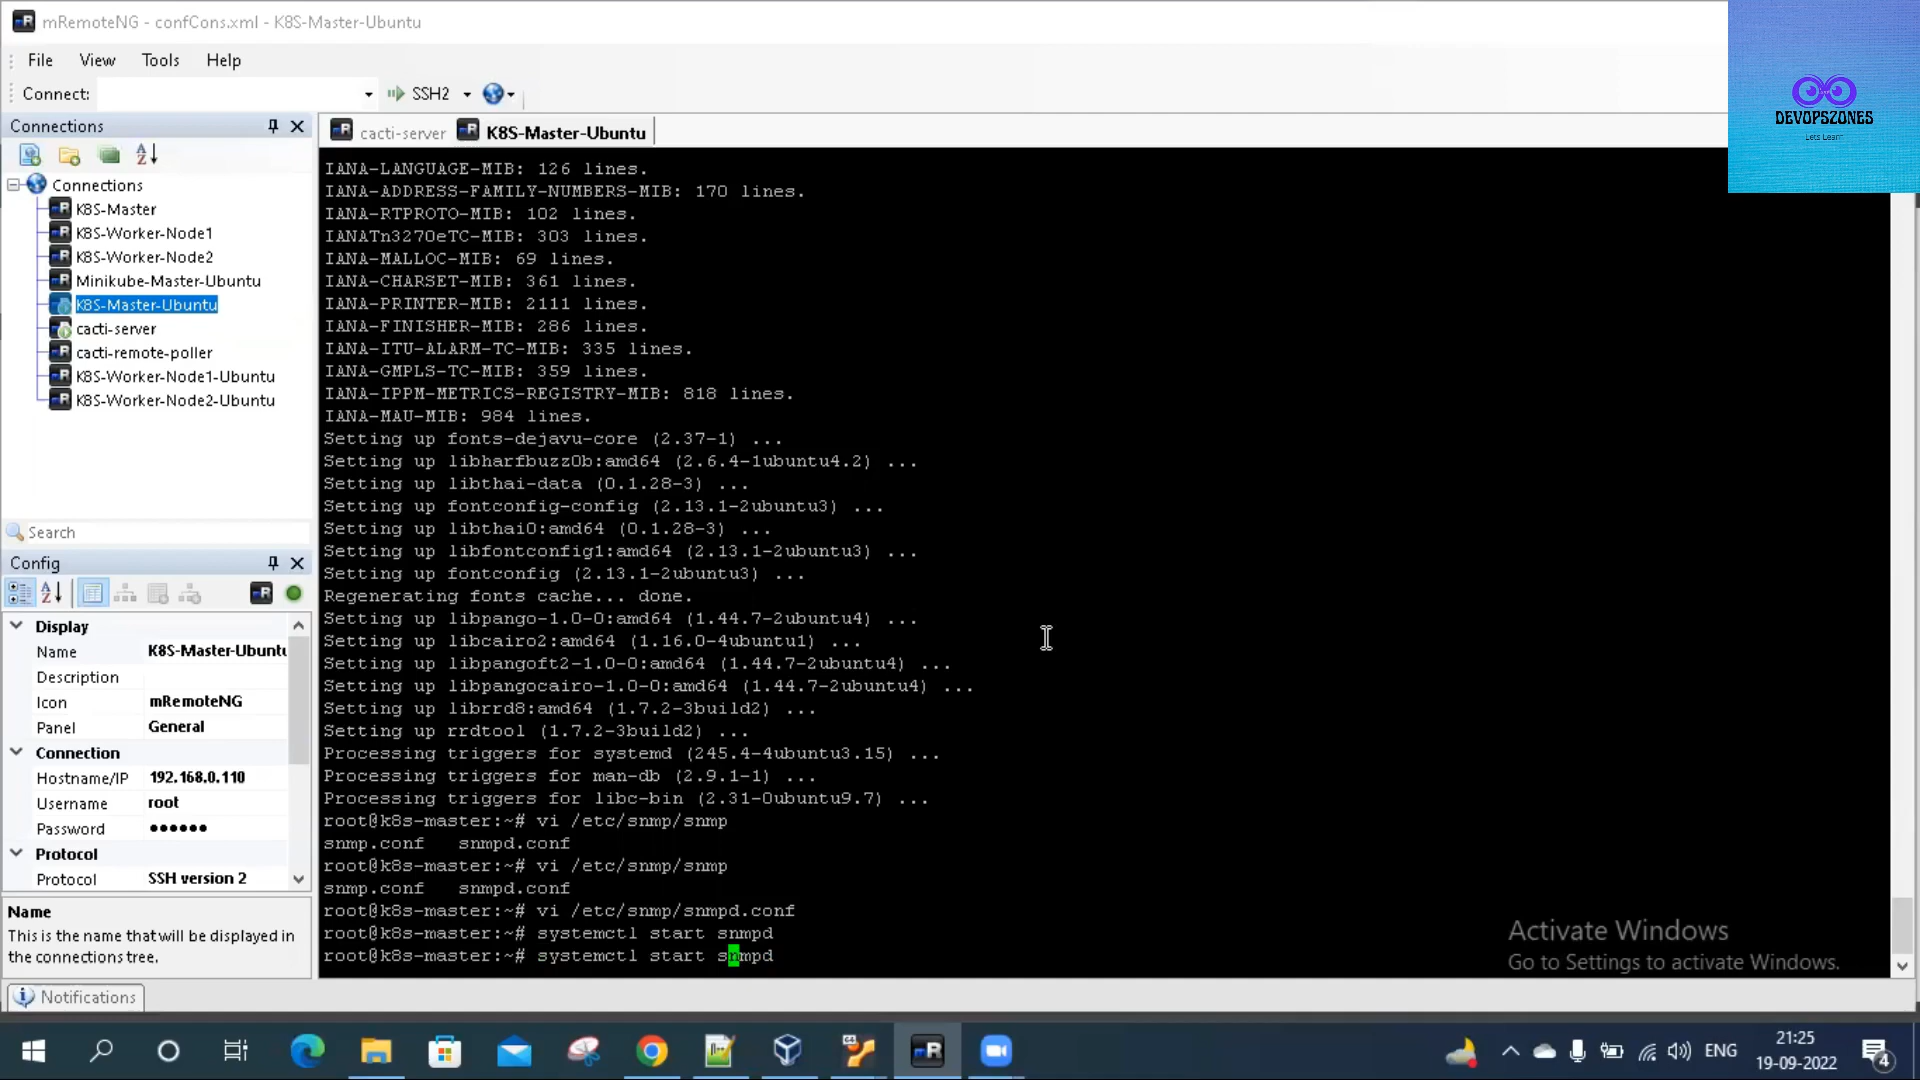 mRemoteNG - confCons.xml - K8S-Master-Ubuntu
File View Tools Help
Connect: SSH2
DEVOPSZONES
Lets Learn
Connections
Connections
K8S-Master
K8S-Worker-Node1
K8S-Worker-Node2
Minikube-Master-Ubuntu
K8S-Master-Ubuntu
cacti-server
cacti-remote-poller
K8S-Worker-Node1-Ubuntu
K8S-Worker-Node2-Ubuntu
Search
Config
Display
Name K8S-Master-Ubuntu
Description
Icon mRemoteNG
Panel General
Connection
Hostname/IP 192.168.0.110
Username root
Password ••••••
Protocol
Protocol SSH version 2
Name
This is the name that will be displayed in
the connections tree.
Notifications
cacti-server K8S-Master-Ubuntu
IANA-LANGUAGE-MIB: 126 lines.
IANA-ADDRESS-FAMILY-NUMBERS-MIB: 170 lines.
IANA-RTPROTO-MIB: 102 lines.
IANATn3270eTC-MIB: 303 lines.
IANA-MALLOC-MIB: 69 lines.
IANA-CHARSET-MIB: 361 lines.
IANA-PRINTER-MIB: 2111 lines.
IANA-FINISHER-MIB: 286 lines.
IANA-ITU-ALARM-TC-MIB: 335 lines.
IANA-GMPLS-TC-MIB: 359 lines.
IANA-IPPM-METRICS-REGISTRY-MIB: 818 lines.
IANA-MAU-MIB: 984 lines.
Setting up fonts-dejavu-core (2.37-1) ...
Setting up libharfbuzz0b:amd64 (2.6.4-1ubuntu4.2) ...
Setting up libthai-data (0.1.28-3) ...
Setting up fontconfig-config (2.13.1-2ubuntu3) ...
Setting up libthai0:amd64 (0.1.28-3) ...
Setting up libfontconfig1:amd64 (2.13.1-2ubuntu3) ...
Setting up fontconfig (2.13.1-2ubuntu3) ...
Regenerating fonts cache... done.
Setting up libpango-1.0-0:amd64 (1.44.7-2ubuntu4) ...
Setting up libcairo2:amd64 (1.16.0-4ubuntu1) ...
Setting up libpangoft2-1.0-0:amd64 (1.44.7-2ubuntu4) ...
Setting up libpangocairo-1.0-0:amd64 (1.44.7-2ubuntu4) ...
Setting up librrd8:amd64 (1.7.2-3build2) ...
Setting up rrdtool (1.7.2-3build2) ...
Processing triggers for systemd (245.4-4ubuntu3.15) ...
Processing triggers for man-db (2.9.1-1) ...
Processing triggers for libc-bin (2.31-0ubuntu9.7) ...
root@k8s-master:~# vi /etc/snmp/snmp
snmp.conf snmpd.conf
root@k8s-master:~# vi /etc/snmp/snmp
snmp.conf snmpd.conf
root@k8s-master:~# vi /etc/snmp/snmpd.conf
root@k8s-master:~# systemctl start snmpd
root@k8s-master:~# systemctl start snmpd
Activate Windows
Go to Settings to activate Windows.
ENG
21:25
19-09-2022
4